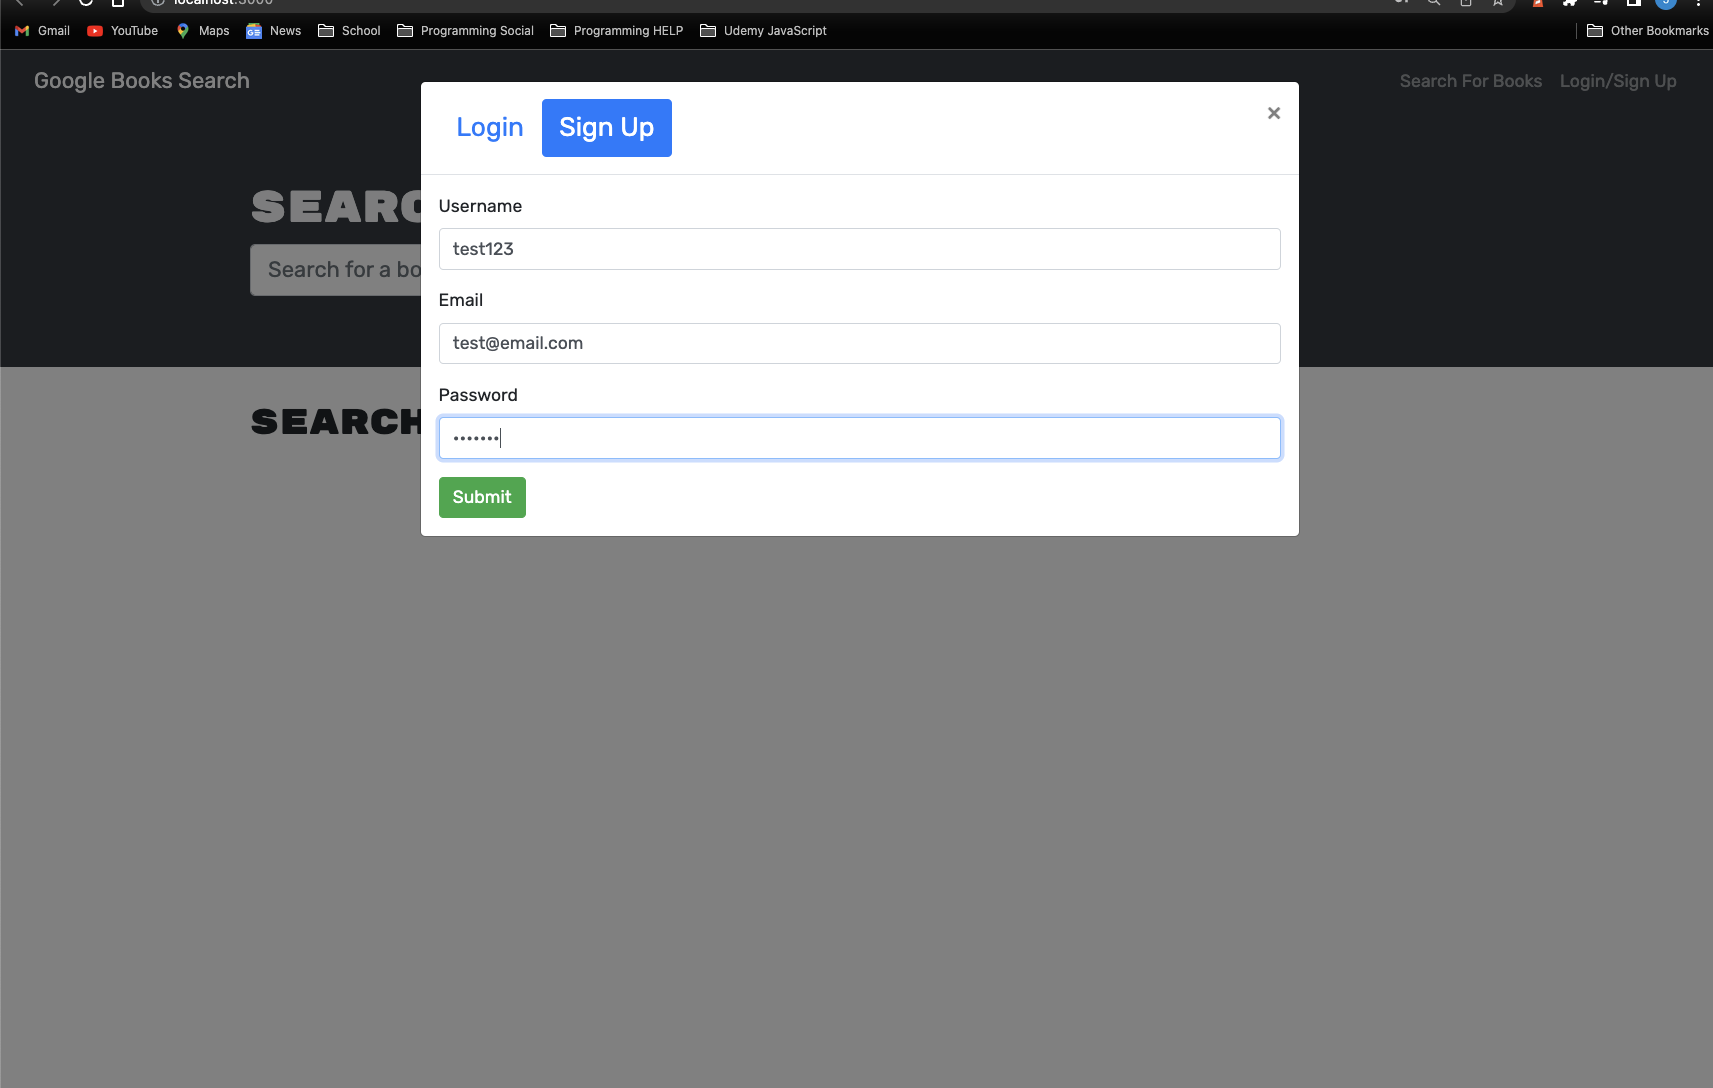 localhost:3000
Gmail YouTube Maps News School Programming Social Programming HELP Udemy JavaScript Other Bookmarks
Google Books Search Search For Books Login/Sign Up
Login Sign Up ×
SEARC
Search for a bo
Username
test123
Email
test@email.com
Password
•••••••
SEARCH
Submit